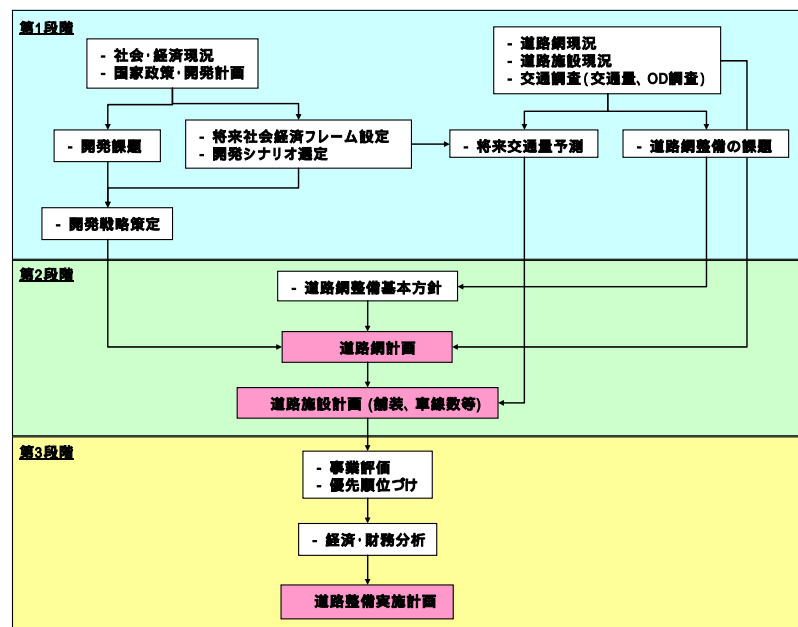 第1段階
- 社会・経済現況
- 国家政策・開発計画
- 道路網現況
- 道路施設現況
- 交通調査(交通量、OD調査)
- 開発課題
- 将来社会経済フレーム設定
- 開発シナリオ選定
- 将来交通量予測
- 道路網整備の課題
- 開発戦略策定
第2段階
- 道路網整備基本方針
道路網計画
道路施設計画 (舗装、車線数等)
第3段階
- 事業評価
- 優先順位づけ
- 経済・財務分析
道路整備実施計画